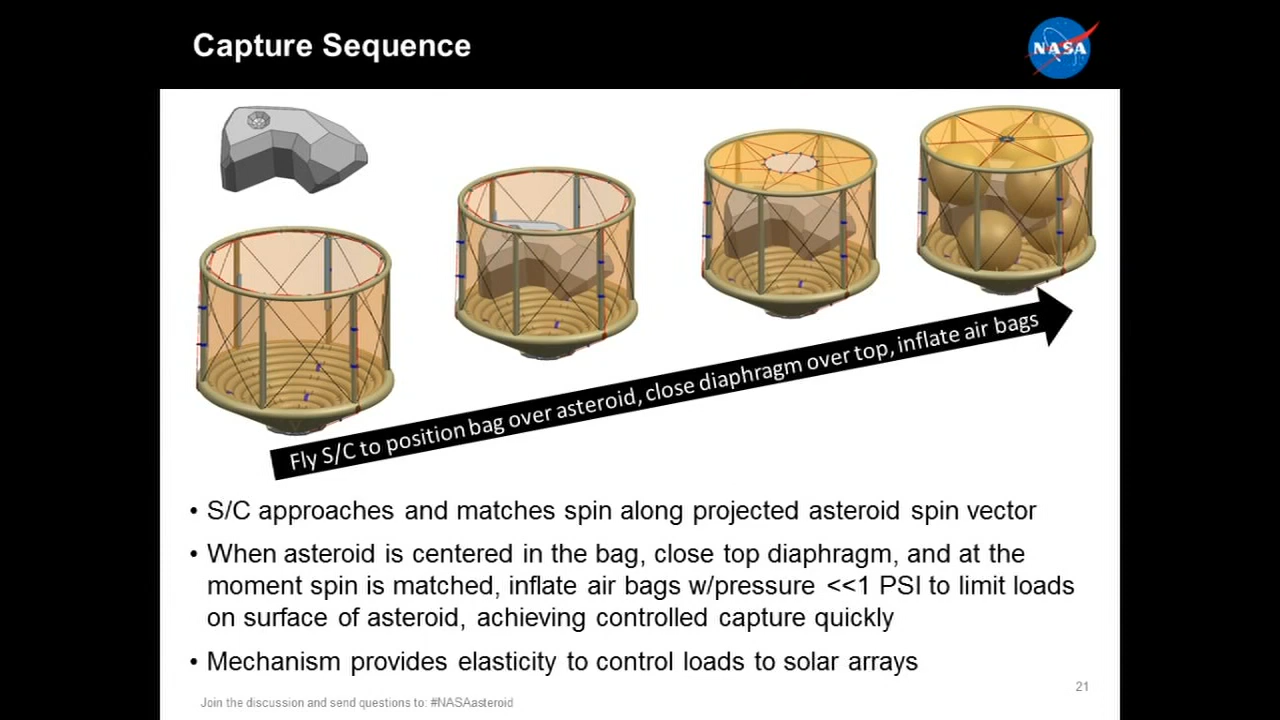 Capture Sequence
NASA
Fly S/C to position bag over asteroid, close diaphragm over top, inflate air bags
• S/C approaches and matches spin along projected asteroid spin vector
• When asteroid is centered in the bag, close top diaphragm, and at the
moment spin is matched, inflate air bags w/pressure <<1 PSI to limit loads
on surface of asteroid, achieving controlled capture quickly
• Mechanism provides elasticity to control loads to solar arrays
21
Join the discussion and send questions to: #NASAasteroid